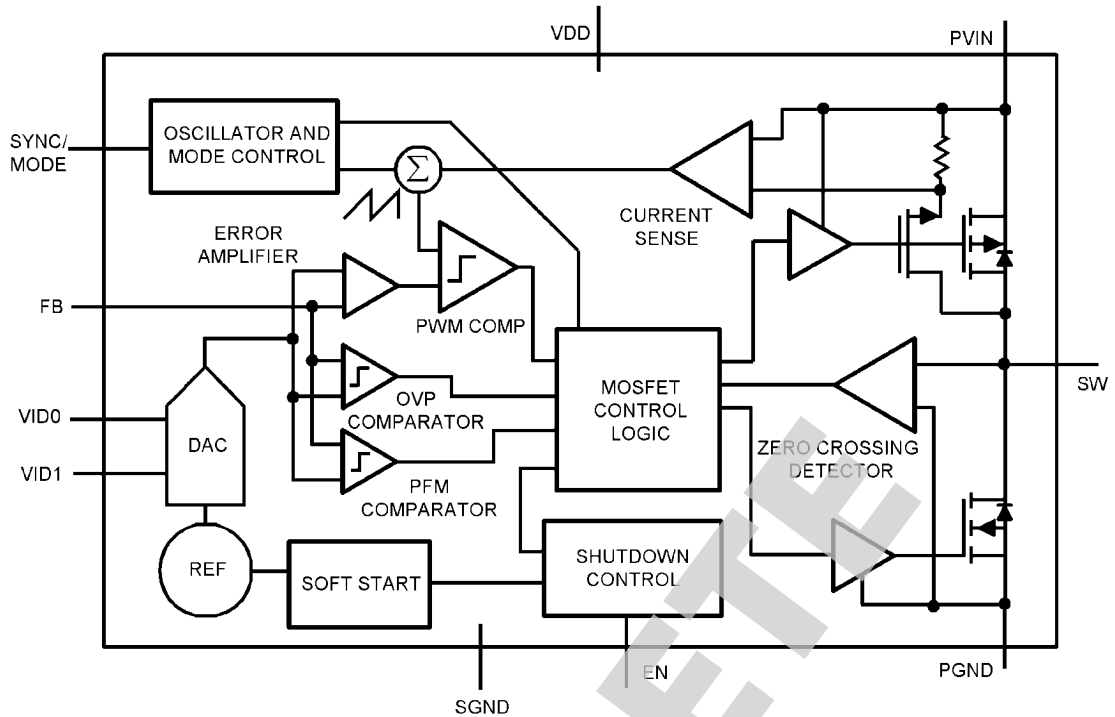 VDD
PVIN
SYNC/
MODE
OSCILLATOR AND
MODE CONTROL
Σ
CURRENT
SENSE
ERROR
AMPLIFIER
FB
PWM COMP
MOSFET
CONTROL
LOGIC
SW
OVP
COMPARATOR
VID0
DAC
VID1
ZERO CROSSING
DETECTOR
PFM
COMPARATOR
REF
SOFT START
SHUTDOWN
CONTROL
EN
PGND
SGND
ETE